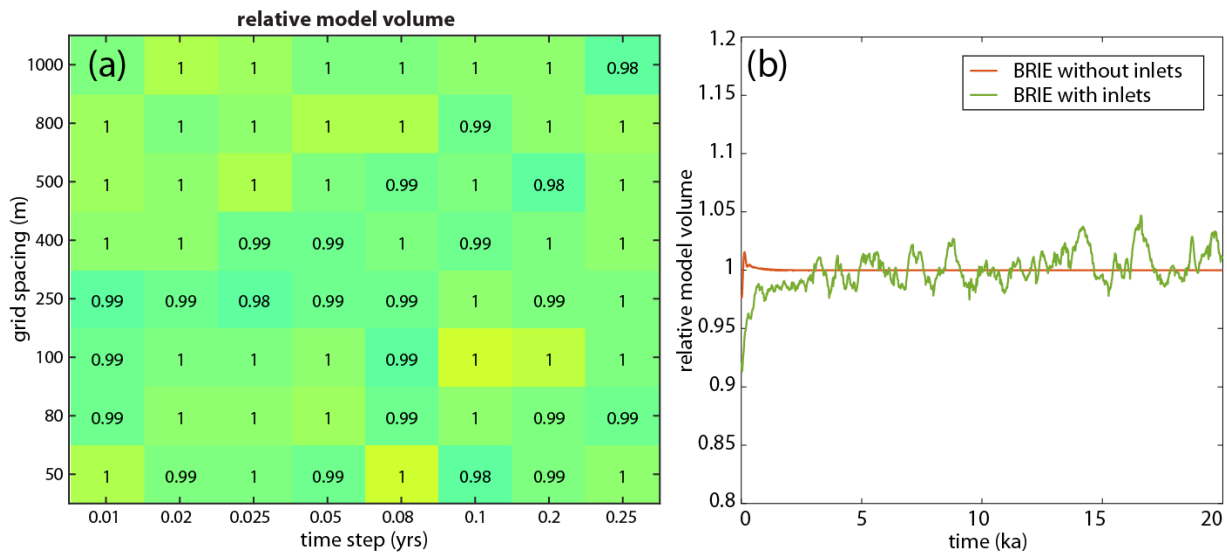 relative model volume
(a)
1000 1 1 1 1 1 1 1 0.98
800 1 1 1 1 1 0.99 1 1
500 1 1 1 1 0.99 1 0.98 1
400 1 1 0.99 0.99 1 0.99 1 1
250 0.99 0.99 0.98 0.99 0.99 1 0.99 1
100 0.99 1 1 1 0.99 1 1 1
80 0.99 1 1 1 0.99 1 0.99 0.99
50 1 0.99 1 0.99 1 0.98 0.99 1
grid spacing (m)
0.01 0.02 0.025 0.05 0.08 0.1 0.2 0.25
time step (yrs)
(b)
BRIE without inlets
BRIE with inlets
1.2
1.15
1.1
1.05
1
0.95
0.9
0.85
0.8
relative model volume
0 5 10 15 20
time (ka)